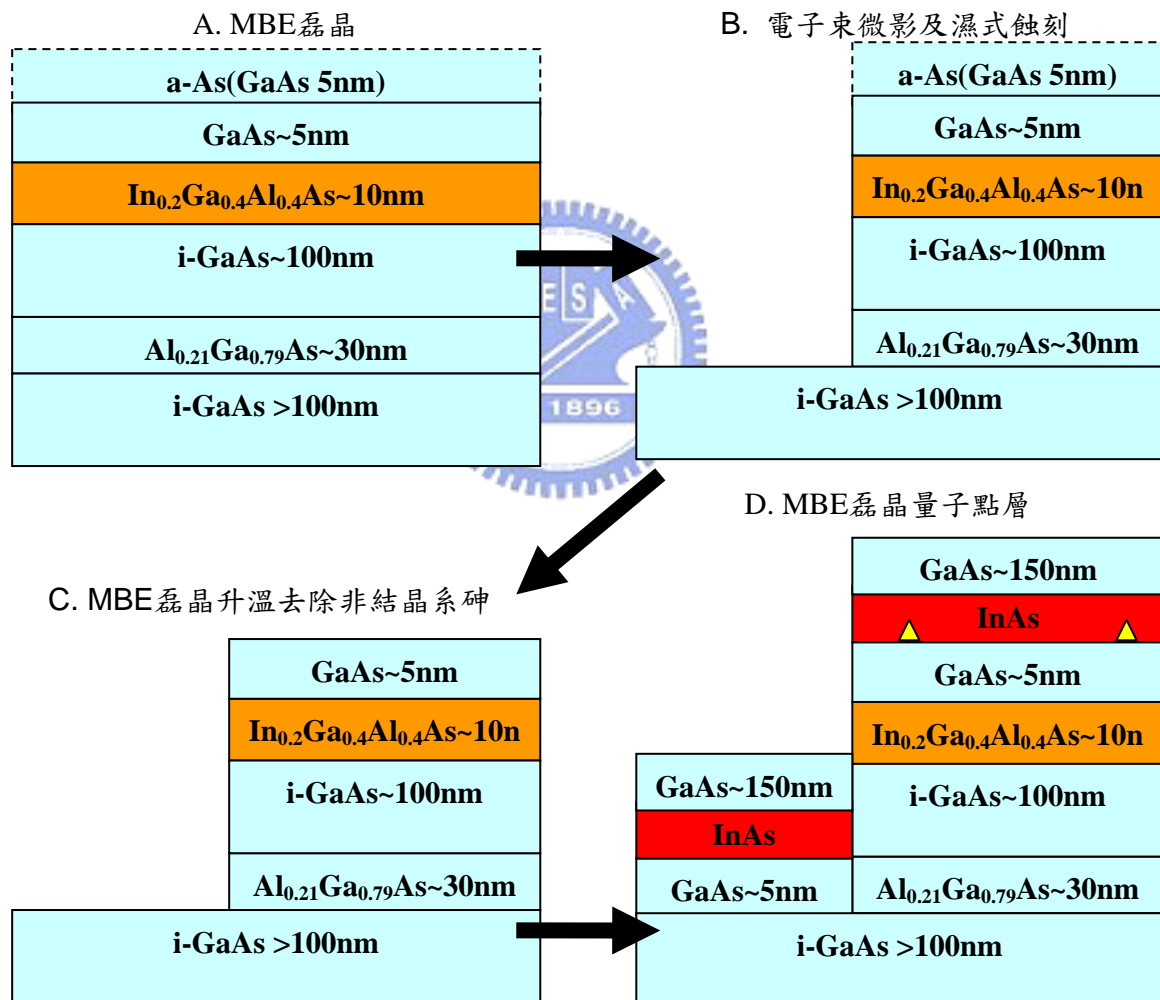 A. MBE磊晶
a-As(GaAs 5nm)
GaAs~5nm
In0.2Ga0.4Al0.4As~10nm
i-GaAs~100nm
Al0.21Ga0.79As~30nm
i-GaAs >100nm
B. 電子束微影及濕式蝕刻
a-As(GaAs 5nm)
GaAs~5nm
In0.2Ga0.4Al0.4As~10n
i-GaAs~100nm
Al0.21Ga0.79As~30nm
i-GaAs >100nm
E S A
1896
C. MBE磊晶升溫去除非結晶系砷
GaAs~5nm
In0.2Ga0.4Al0.4As~10n
i-GaAs~100nm
Al0.21Ga0.79As~30nm
i-GaAs >100nm
D. MBE磊晶量子點層
GaAs~150nm
InAs
GaAs~5nm
In0.2Ga0.4Al0.4As~10n
i-GaAs~100nm
Al0.21Ga0.79As~30nm
GaAs~150nm
InAs
GaAs~5nm
i-GaAs >100nm